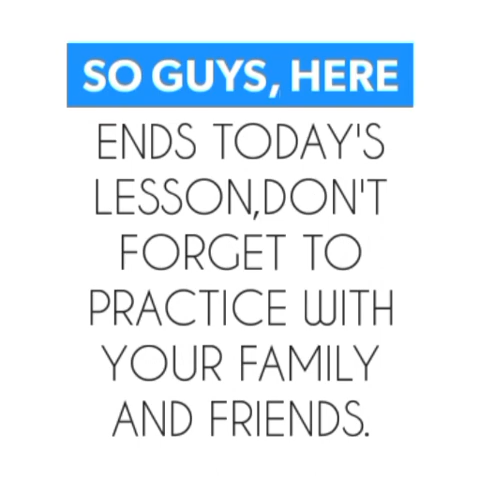 SO GUYS, HERE
ENDS TODAY'S
LESSON,DON'T
FORGET TO
PRACTICE WITH
YOUR FAMILY
AND FRIENDS.